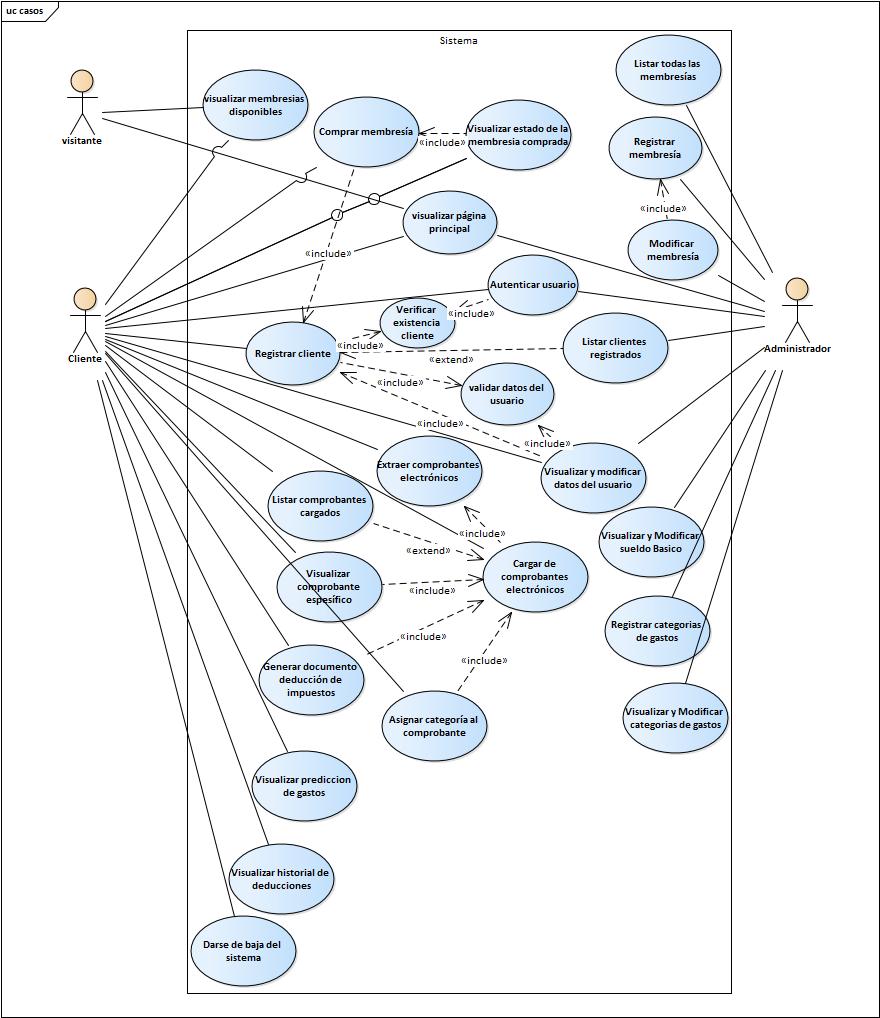 uc casos
Sistema
visitante
Cliente
Administrador
visualizar membresias
disponibles
Comprar membresía
«include»
Visualizar estado de la
membresia comprada
Listar todas las
membresías
Registrar
membresía
«include»
Modificar
membresía
visualizar página
principal
«include»
Autenticar usuario
Verificar
existencia
cliente
«include»
«include»
Registrar cliente
«extend»
Listar clientes
registrados
«include»
validar datos del
usuario
«include»
«include»
Extraer comprobantes
electrónicos
Visualizar y modificar
datos del usuario
Listar comprobantes
cargados
«include»
«extend»
Visualizar y Modificar
sueldo Basico
Visualizar
comprobante
espesífico
«include»
Cargar de
comprobantes
electrónicos
Registrar categorias
de gastos
«include»
«include»
Generar documento
deducción de
impuestos
Asignar categoría al
comprobante
Visualizar y Modificar
categorias de gastos
Visualizar prediccion
de gastos
Visualizar historial de
deducciones
Darse de baja del
sistema